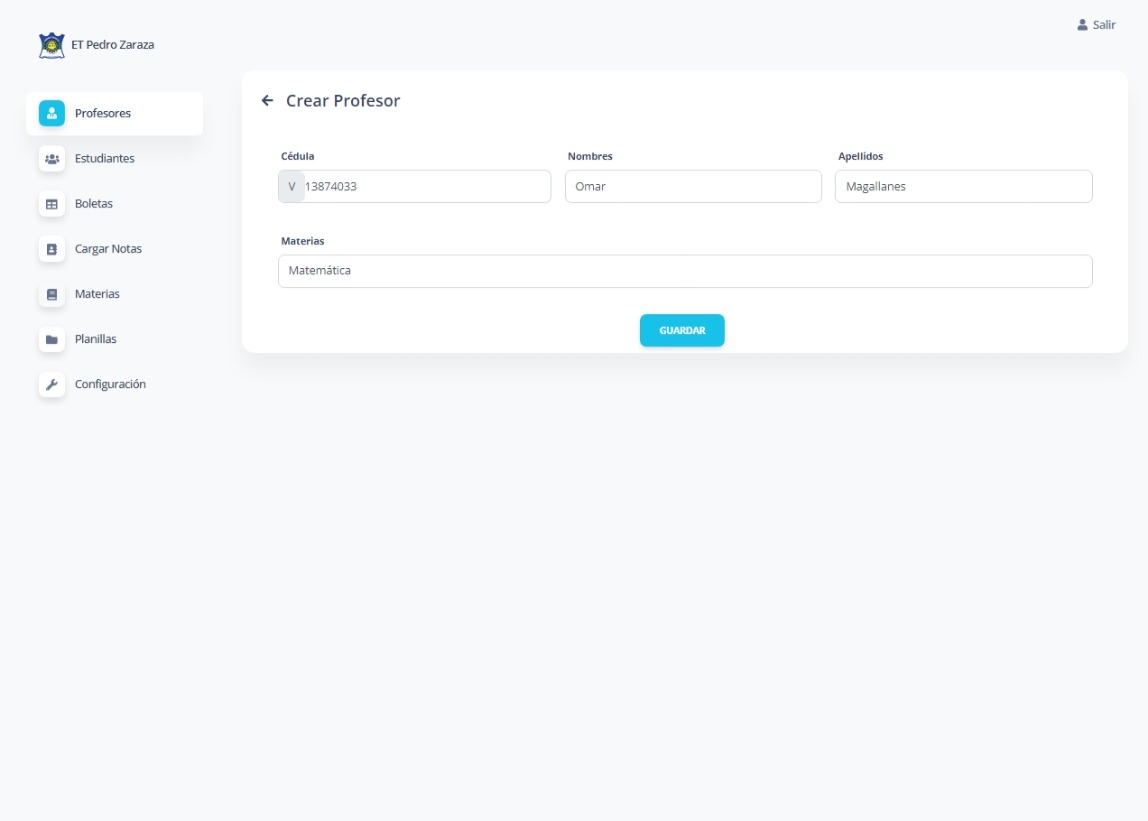 Salir
ET Pedro Zaraza
Profesores
Estudiantes
Boletas
Cargar Notas
Materias
Planillas
Configuración
Crear Profesor
Cédula Nombres Apellidos
V 13874033 Omar Magallanes
Materias
Matemática
GUARDAR